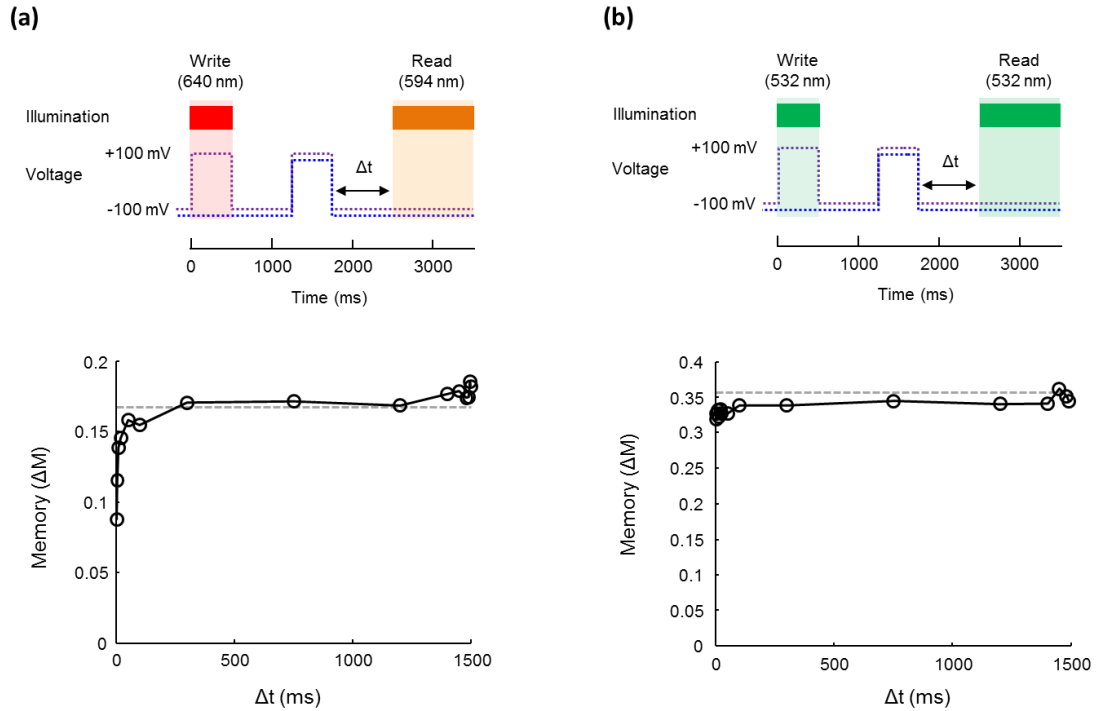 (a)
Write
(640 nm)
Read
(594 nm)
Illumination
+100 mV
Voltage
Δt
-100 mV
0 1000 2000 3000
Time (ms)
0.2
0.15
0.1
0.05
0
Memory (ΔM)
0 500 1000 1500
Δt (ms)
(b)
Write
(532 nm)
Read
(532 nm)
Illumination
+100 mV
Voltage
Δt
-100 mV
0 1000 2000 3000
Time (ms)
0.4
0.35
0.3
0.25
0.2
0.15
0.1
0.05
0
Memory (ΔM)
0 500 1000 1500
Δt (ms)